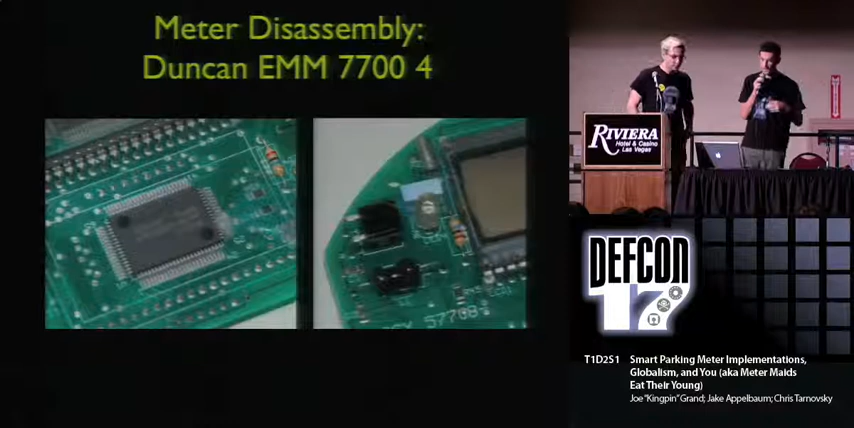 Meter Disassembly:
Duncan EMM 7700 4
RIVIERA
Hotel & Casino
Las Vegas
DEFCON
17
T1D2S1 Smart Parking Meter Implementations,
Globalism, and You (aka Meter Maids
Eat Their Young)
Joe "Kingpin" Grand; Jake Appelbaum; Chris Tarnovsky